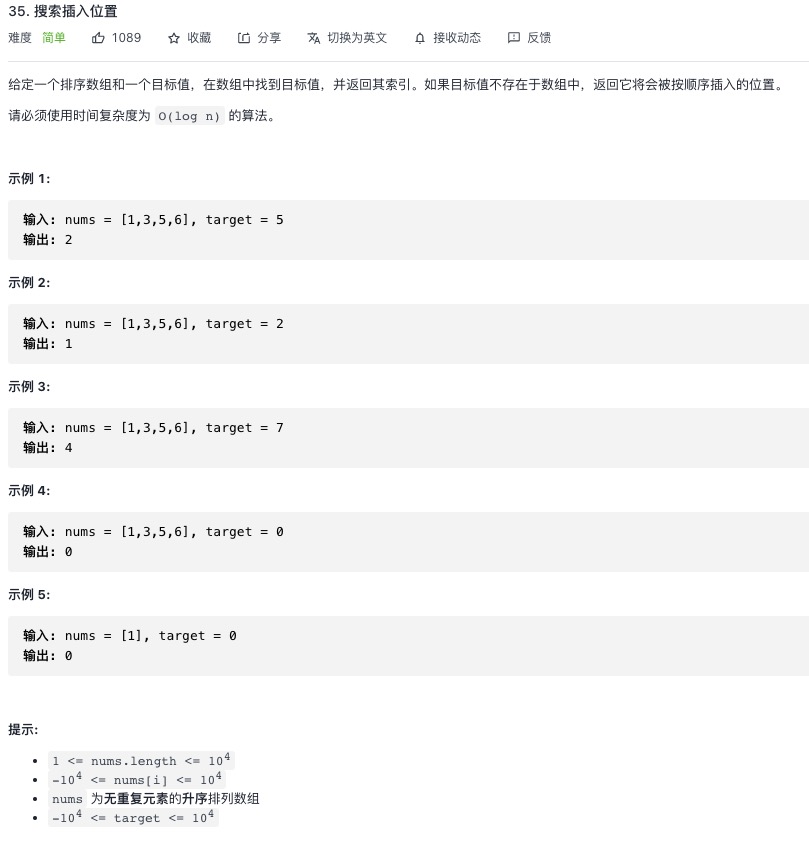 35. 搜索插入位置
难度 简单 1089 收藏 分享 切换为英文 接收动态 反馈
给定一个排序数组和一个目标值，在数组中找到目标值，并返回其索引。如果目标值不存在于数组中，返回它将会被按顺序插入的位置。
请必须使用时间复杂度为 O(log n) 的算法。
示例 1:
输入: nums = [1,3,5,6], target = 5
输出: 2
示例 2:
输入: nums = [1,3,5,6], target = 2
输出: 1
示例 3:
输入: nums = [1,3,5,6], target = 7
输出: 4
示例 4:
输入: nums = [1,3,5,6], target = 0
输出: 0
示例 5:
输入: nums = [1], target = 0
输出: 0
提示:
• 1 <= nums.length <= 10⁴
• -10⁴ <= nums[i] <= 10⁴
• nums 为无重复元素的升序排列数组
• -10⁴ <= target <= 10⁴